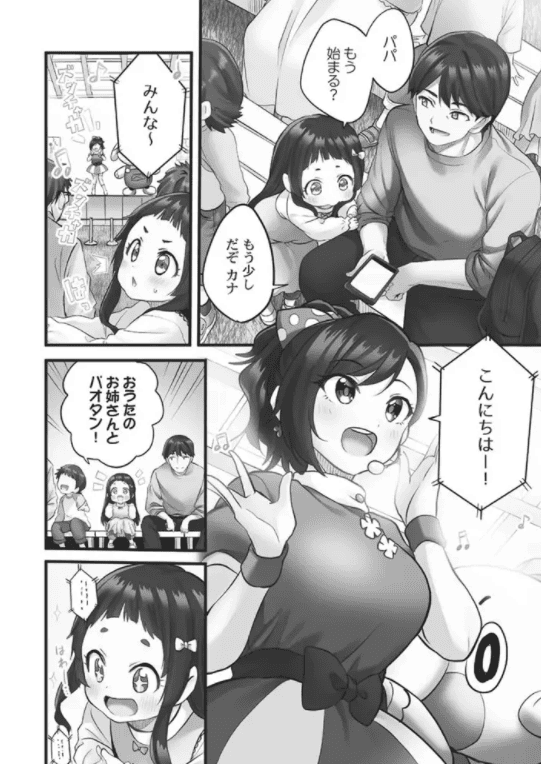 パパ
もう
始まる？
もう少し
だぞ カナ
ズンチャカ
ズンチャカ
みんな〜
こんにちはー！
おうたの
お姉さんと
パオタン！
はわ…